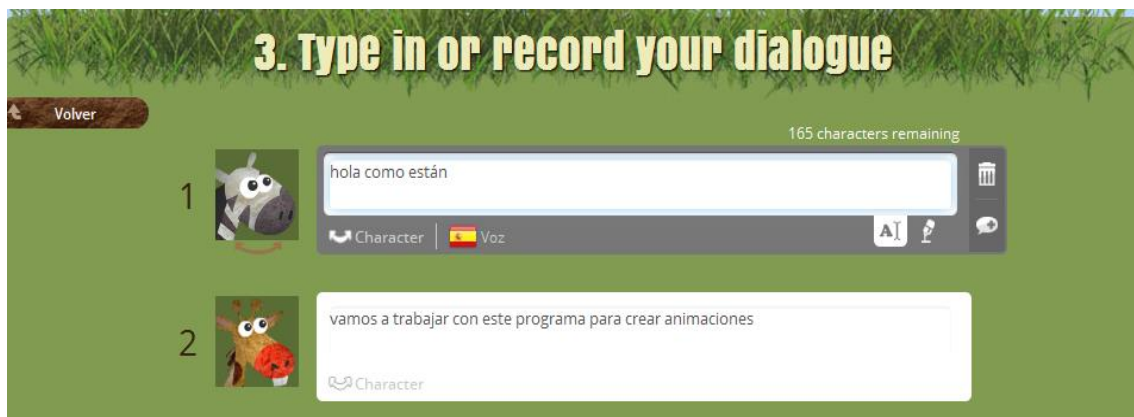 3. Type in or record your dialogue
Volver
165 characters remaining
1
hola como están
Character
Voz
A
2
vamos a trabajar con este programa para crear animaciones
Character